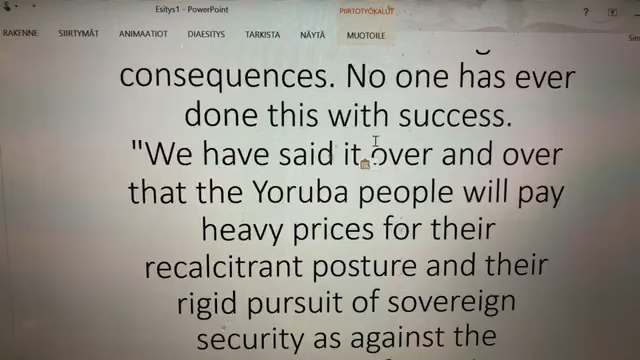 Esitys1 - PowerPoint
PIIRTOTYÖKALUT
RAKENNE SIIRTYMÄT ANIMAATIOT DIAESITYS TARKISTA NÄYTÄ MUOTOILE
consequences. No one has ever
done this with success.
"We have said it over and over
that the Yoruba people will pay
heavy prices for their
recalcitrant posture and their
rigid pursuit of sovereign
security as against the